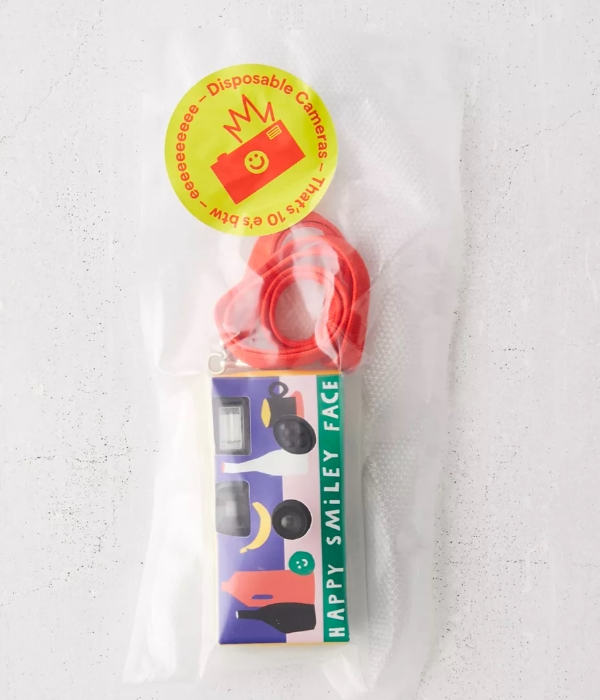 Disposable Cameras – That's 10 e's btw – eeeeeeeeee –
HAPPY SMiLEY FACE